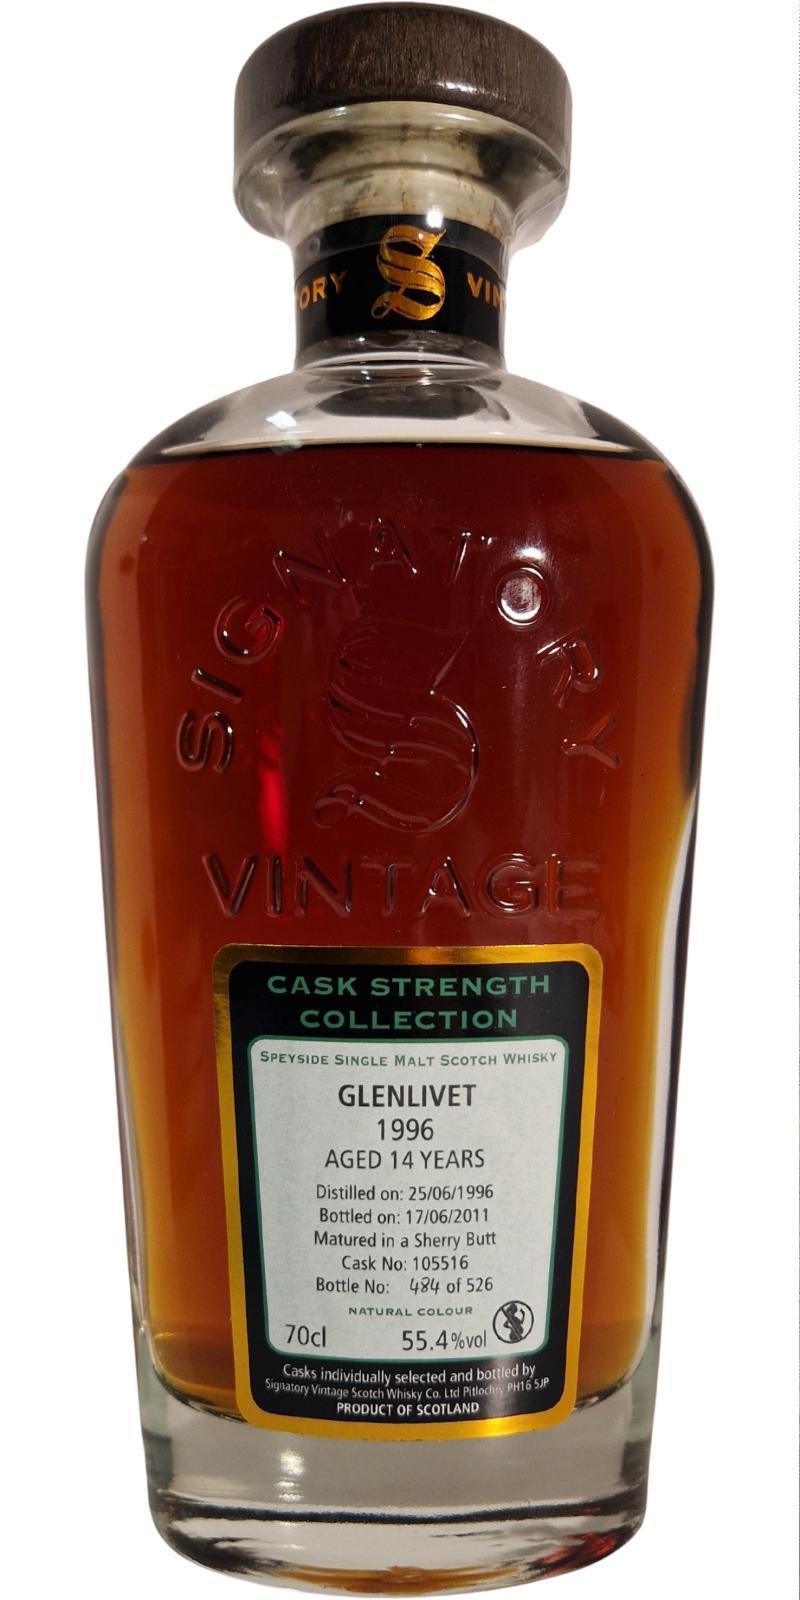 ORY S VIN
SIGNATORY
S
VINTAGE
CASK STRENGTH
COLLECTION
SPEYSIDE SINGLE MALT SCOTCH WHISKY
GLENLIVET
1996
AGED 14 YEARS
Distilled on: 25/06/1996
Bottled on: 17/06/2011
Matured in a Sherry Butt
Cask No: 105516
Bottle No: 484 of 526
NATURAL COLOUR
70cl 55.4%vol
Casks individually selected and bottled by
Signatory Vintage Scotch Whisky Co. Ltd Pitlochry PH16 5JP
PRODUCT OF SCOTLAND